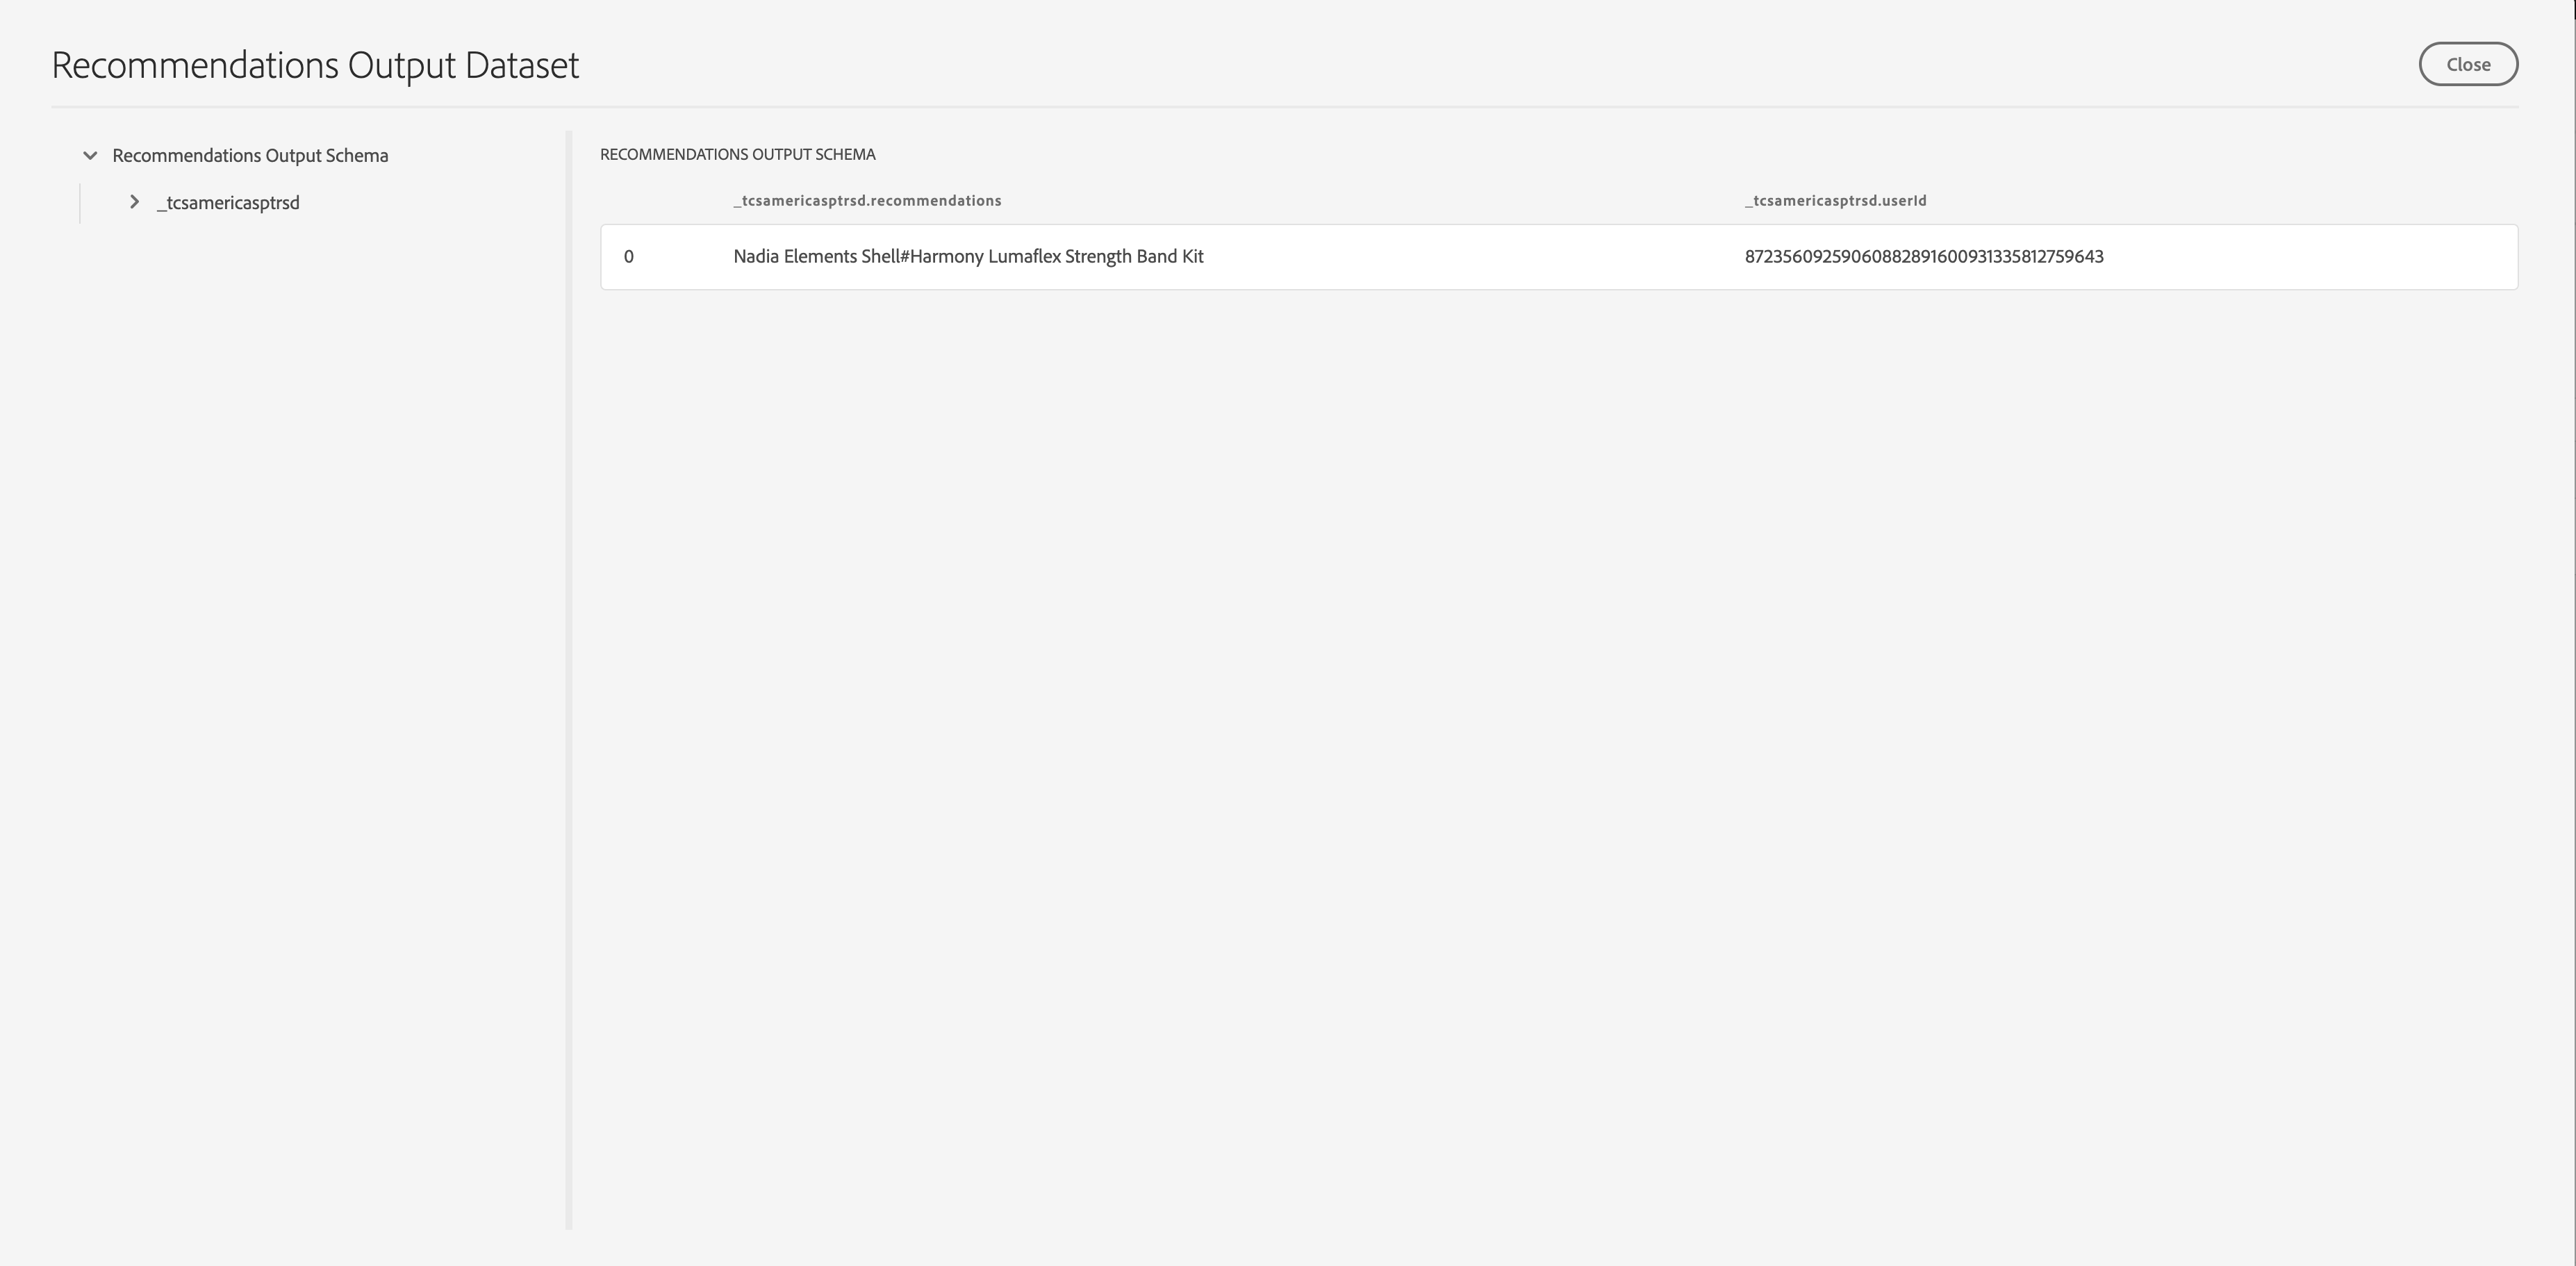 Recommendations Output Dataset
Close
Recommendations Output Schema
_tcsamericasptrsd
RECOMMENDATIONS OUTPUT SCHEMA
_tcsamericasptrsd.recommendations _tcsamericasptrsd.userId
0 Nadia Elements Shell#Harmony Lumaflex Strength Band Kit 87235609259060882891600931335812759643